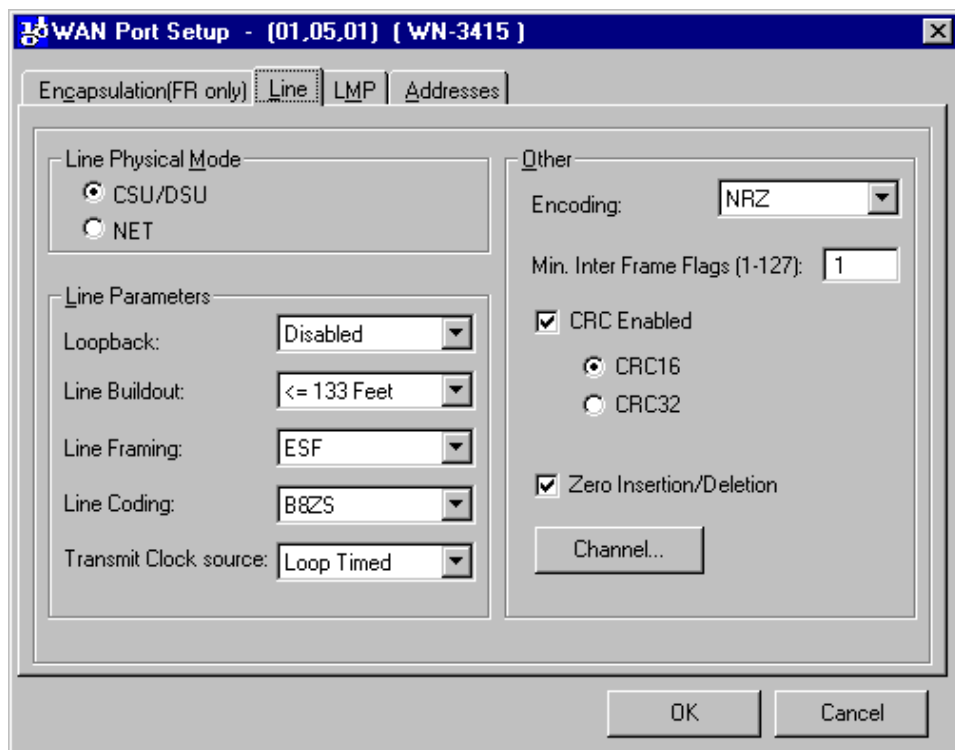 WAN Port Setup - (01,05,01) ( WN-3415 )
Encapsulation(FR only)
Line
LMP
Addresses
Line Physical Mode
CSU/DSU
NET
Line Parameters
Loopback: Disabled
Line Buildout: <= 133 Feet
Line Framing: ESF
Line Coding: B8ZS
Transmit Clock source: Loop Timed
Other
Encoding: NRZ
Min. Inter Frame Flags (1-127): 1
CRC Enabled
CRC16
CRC32
Zero Insertion/Deletion
Channel...
OK
Cancel